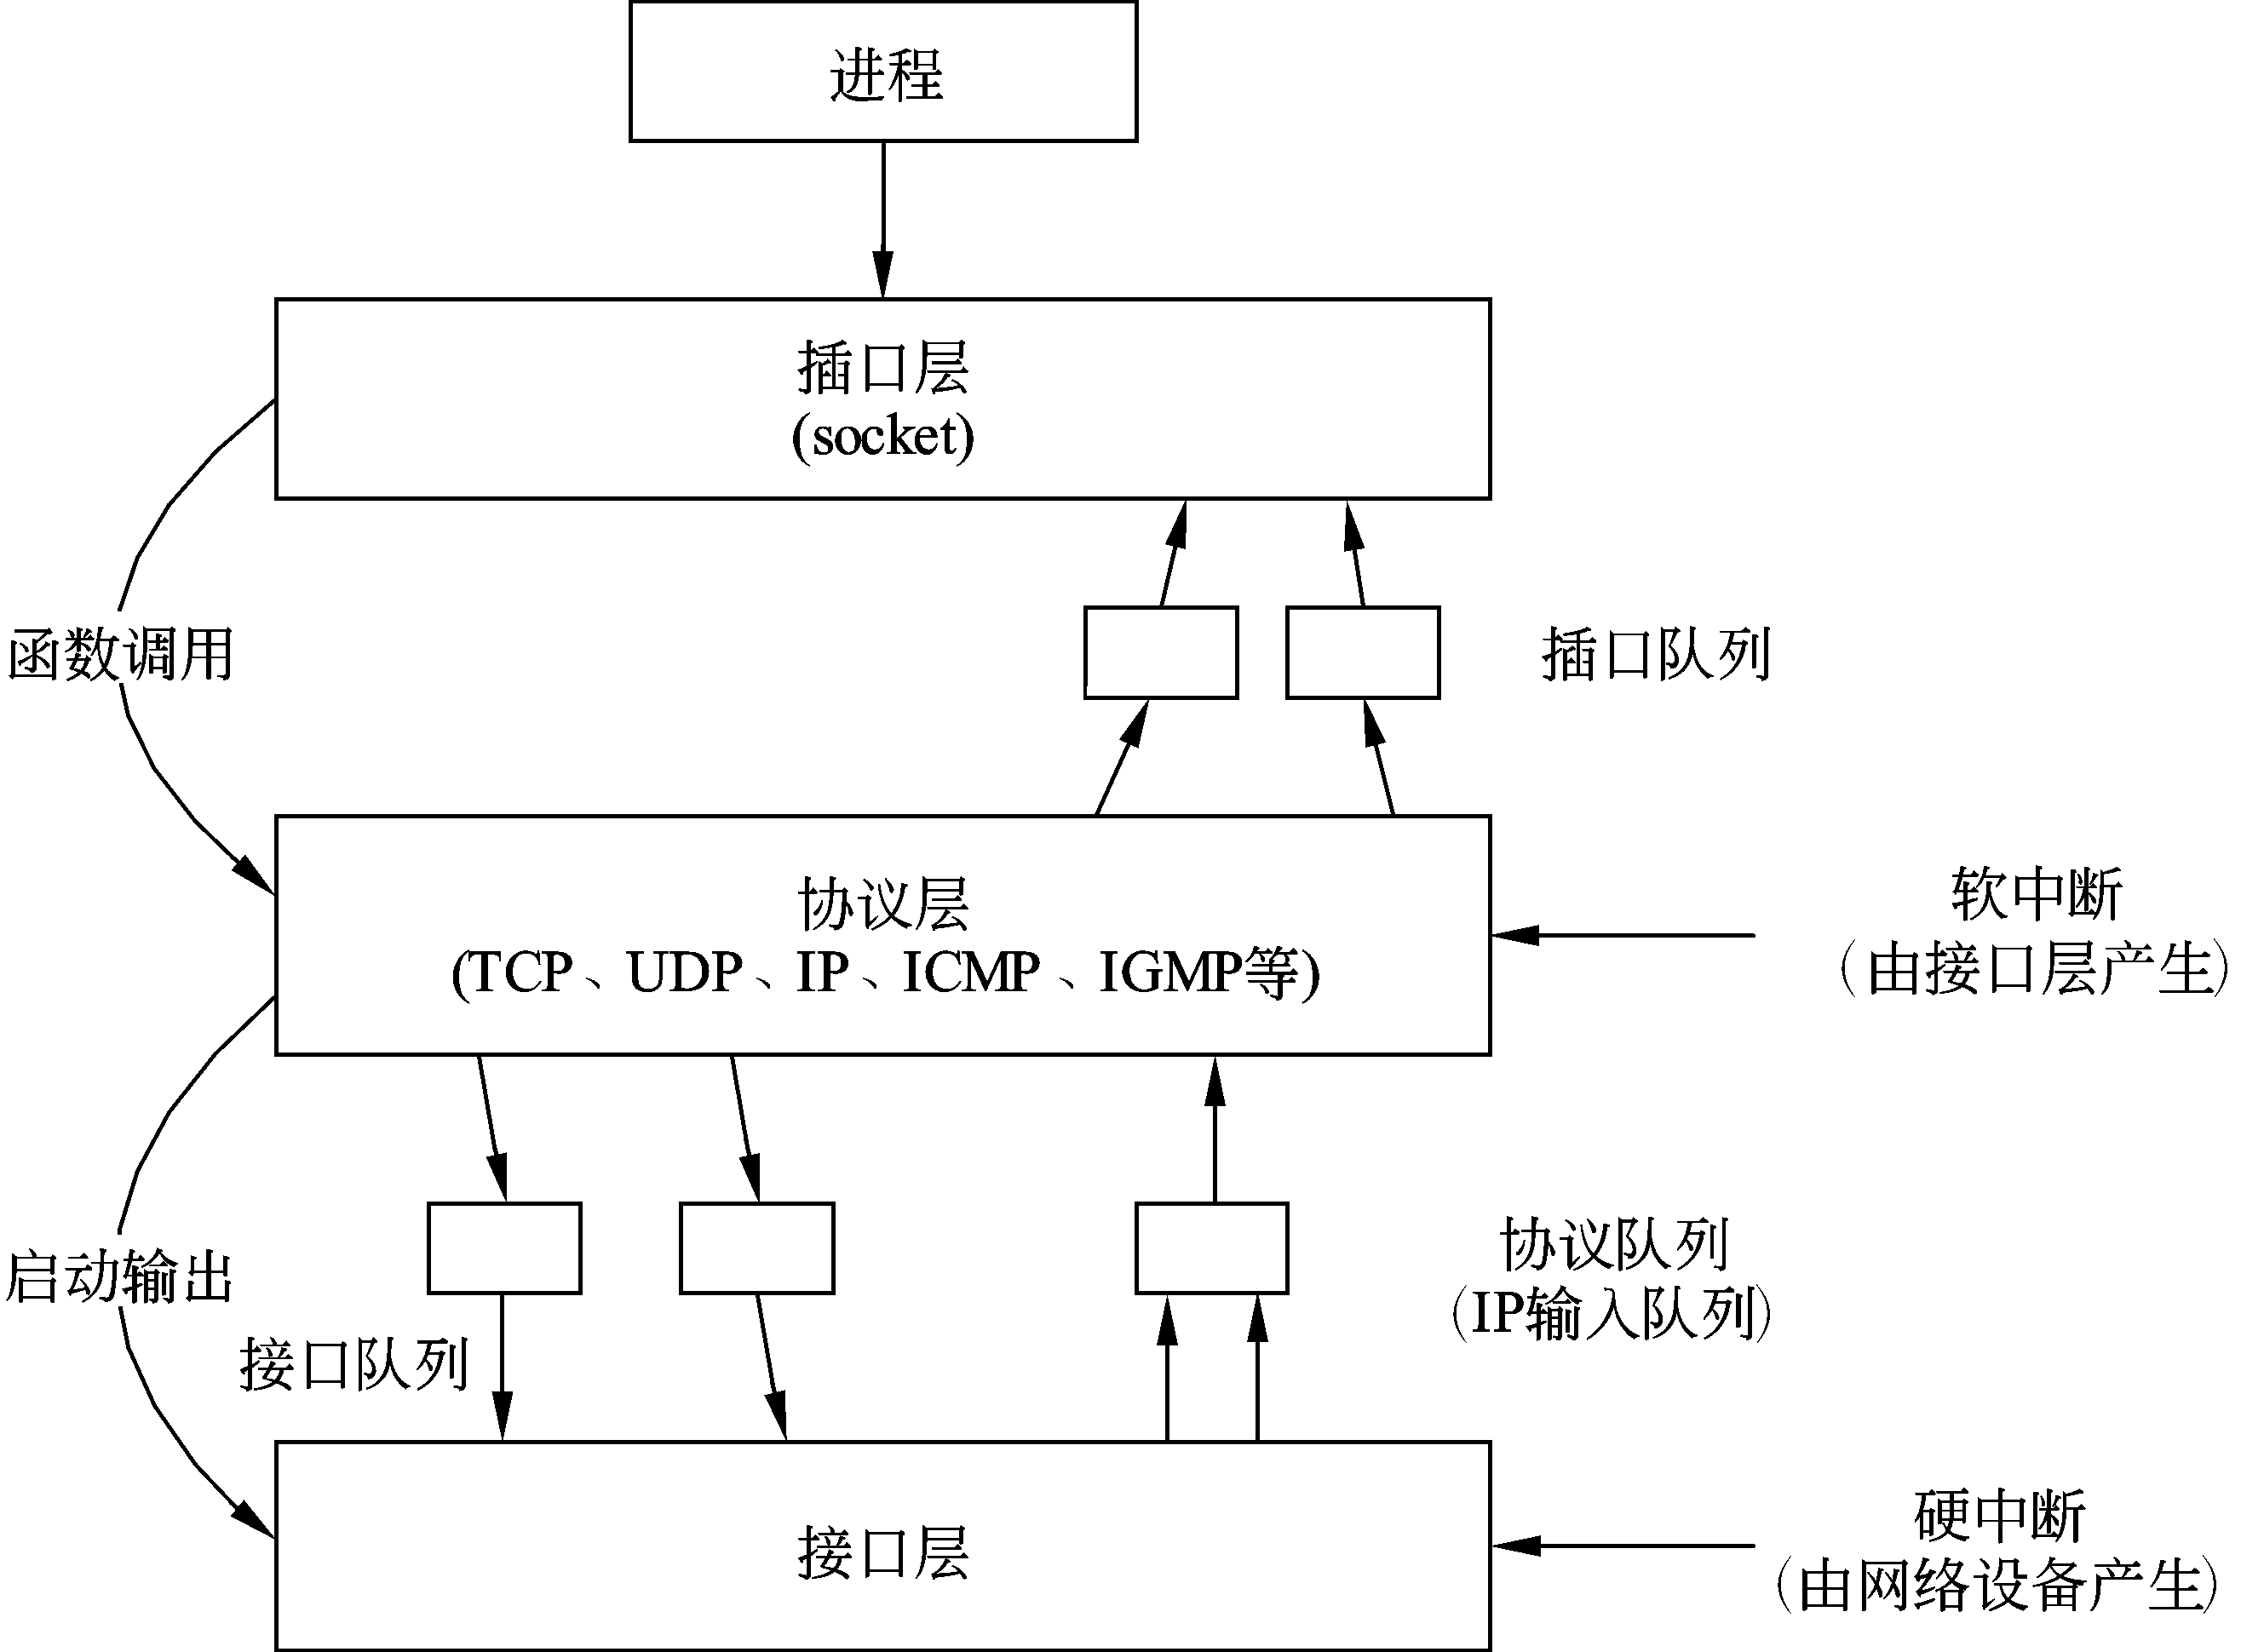 进程
插口层
(socket)
函数调用
插口队列
协议层
(TCP、UDP、IP、ICMP、IGMP等)
软中断
(由接口层产生)
启动输出
接口队列
协议队列
(IP输入队列)
接口层
硬中断
(由网络设备产生)